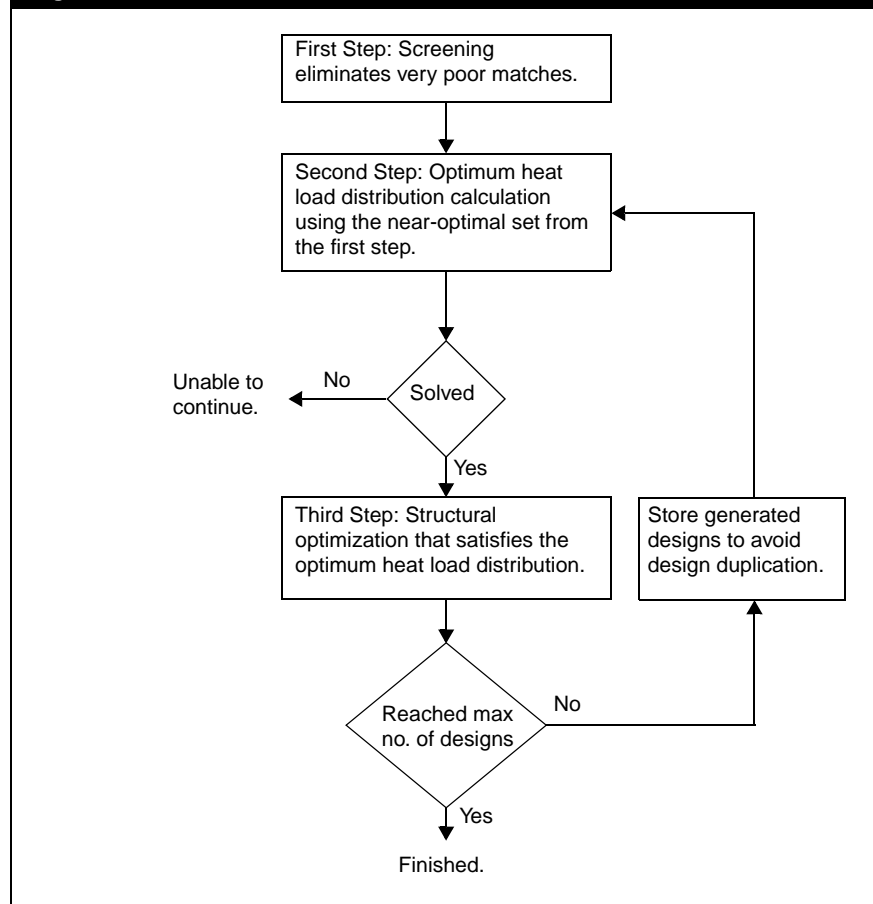 First Step: Screening
eliminates very poor matches.
Second Step: Optimum heat
load distribution calculation
using the near-optimal set from
the first step.
Unable to
continue.
No
Solved
Yes
Third Step: Structural
optimization that satisfies the
optimum heat load distribution.
Store generated
designs to avoid
design duplication.
Reached max
no. of designs
No
Yes
Finished.